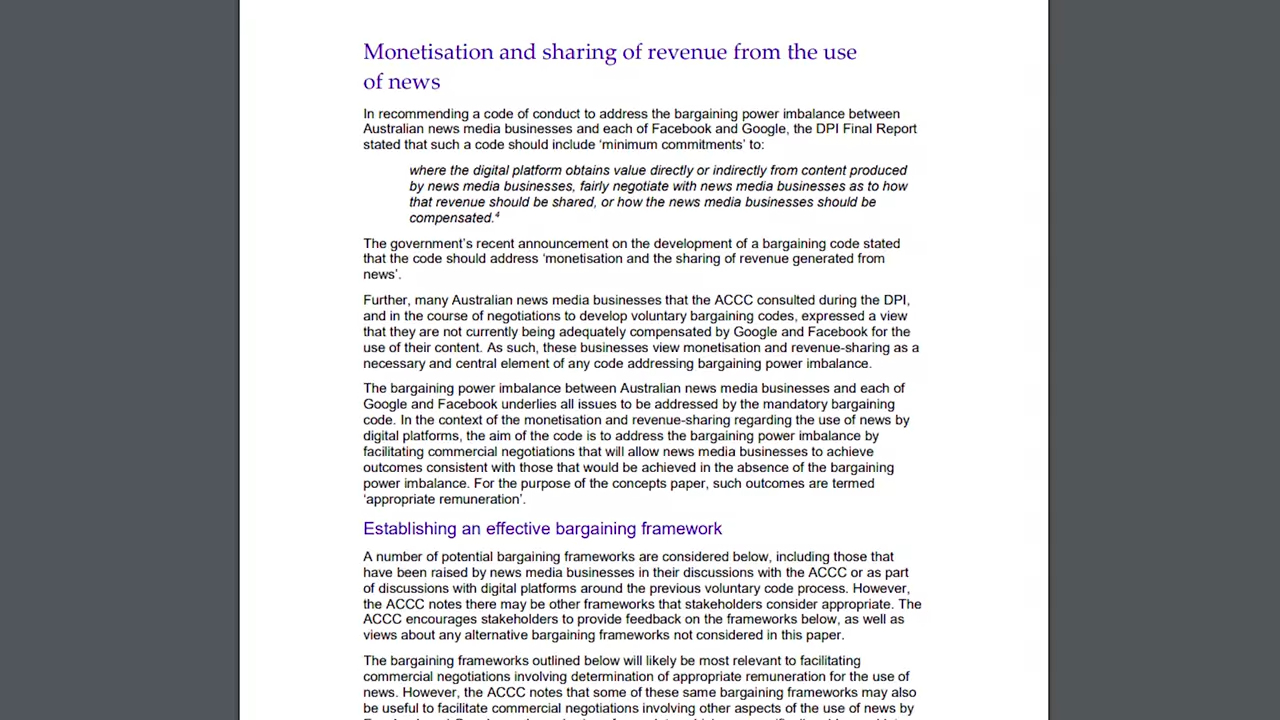 Monetisation and sharing of revenue from the use
of news
In recommending a code of conduct to address the bargaining power imbalance between
Australian news media businesses and each of Facebook and Google, the DPI Final Report
stated that such a code should include ‘minimum commitments’ to:
where the digital platform obtains value directly or indirectly from content produced
by news media businesses, fairly negotiate with news media businesses as to how
that revenue should be shared, or how the news media businesses should be
compensated.⁴
The government’s recent announcement on the development of a bargaining code stated
that the code should address ‘monetisation and the sharing of revenue generated from
news’.
Further, many Australian news media businesses that the ACCC consulted during the DPI,
and in the course of negotiations to develop voluntary bargaining codes, expressed a view
that they are not currently being adequately compensated by Google and Facebook for the
use of their content. As such, these businesses view monetisation and revenue-sharing as a
necessary and central element of any code addressing bargaining power imbalance.
The bargaining power imbalance between Australian news media businesses and each of
Google and Facebook underlies all issues to be addressed by the mandatory bargaining
code. In the context of the monetisation and revenue-sharing regarding the use of news by
digital platforms, the aim of the code is to address the bargaining power imbalance by
facilitating commercial negotiations that will allow news media businesses to achieve
outcomes consistent with those that would be achieved in the absence of the bargaining
power imbalance. For the purpose of the concepts paper, such outcomes are termed
‘appropriate remuneration’.
Establishing an effective bargaining framework
A number of potential bargaining frameworks are considered below, including those that
have been raised by news media businesses in their discussions with the ACCC or as part
of discussions with digital platforms around the previous voluntary code process. However,
the ACCC notes there may be other frameworks that stakeholders consider appropriate. The
ACCC encourages stakeholders to provide feedback on the frameworks below, as well as
views about any alternative bargaining frameworks not considered in this paper.
The bargaining frameworks outlined below will likely be most relevant to facilitating
commercial negotiations involving determination of appropriate remuneration for the use of
news. However, the ACCC notes that some of these same bargaining frameworks may also
be useful to facilitate commercial negotiations involving other aspects of the use of news by